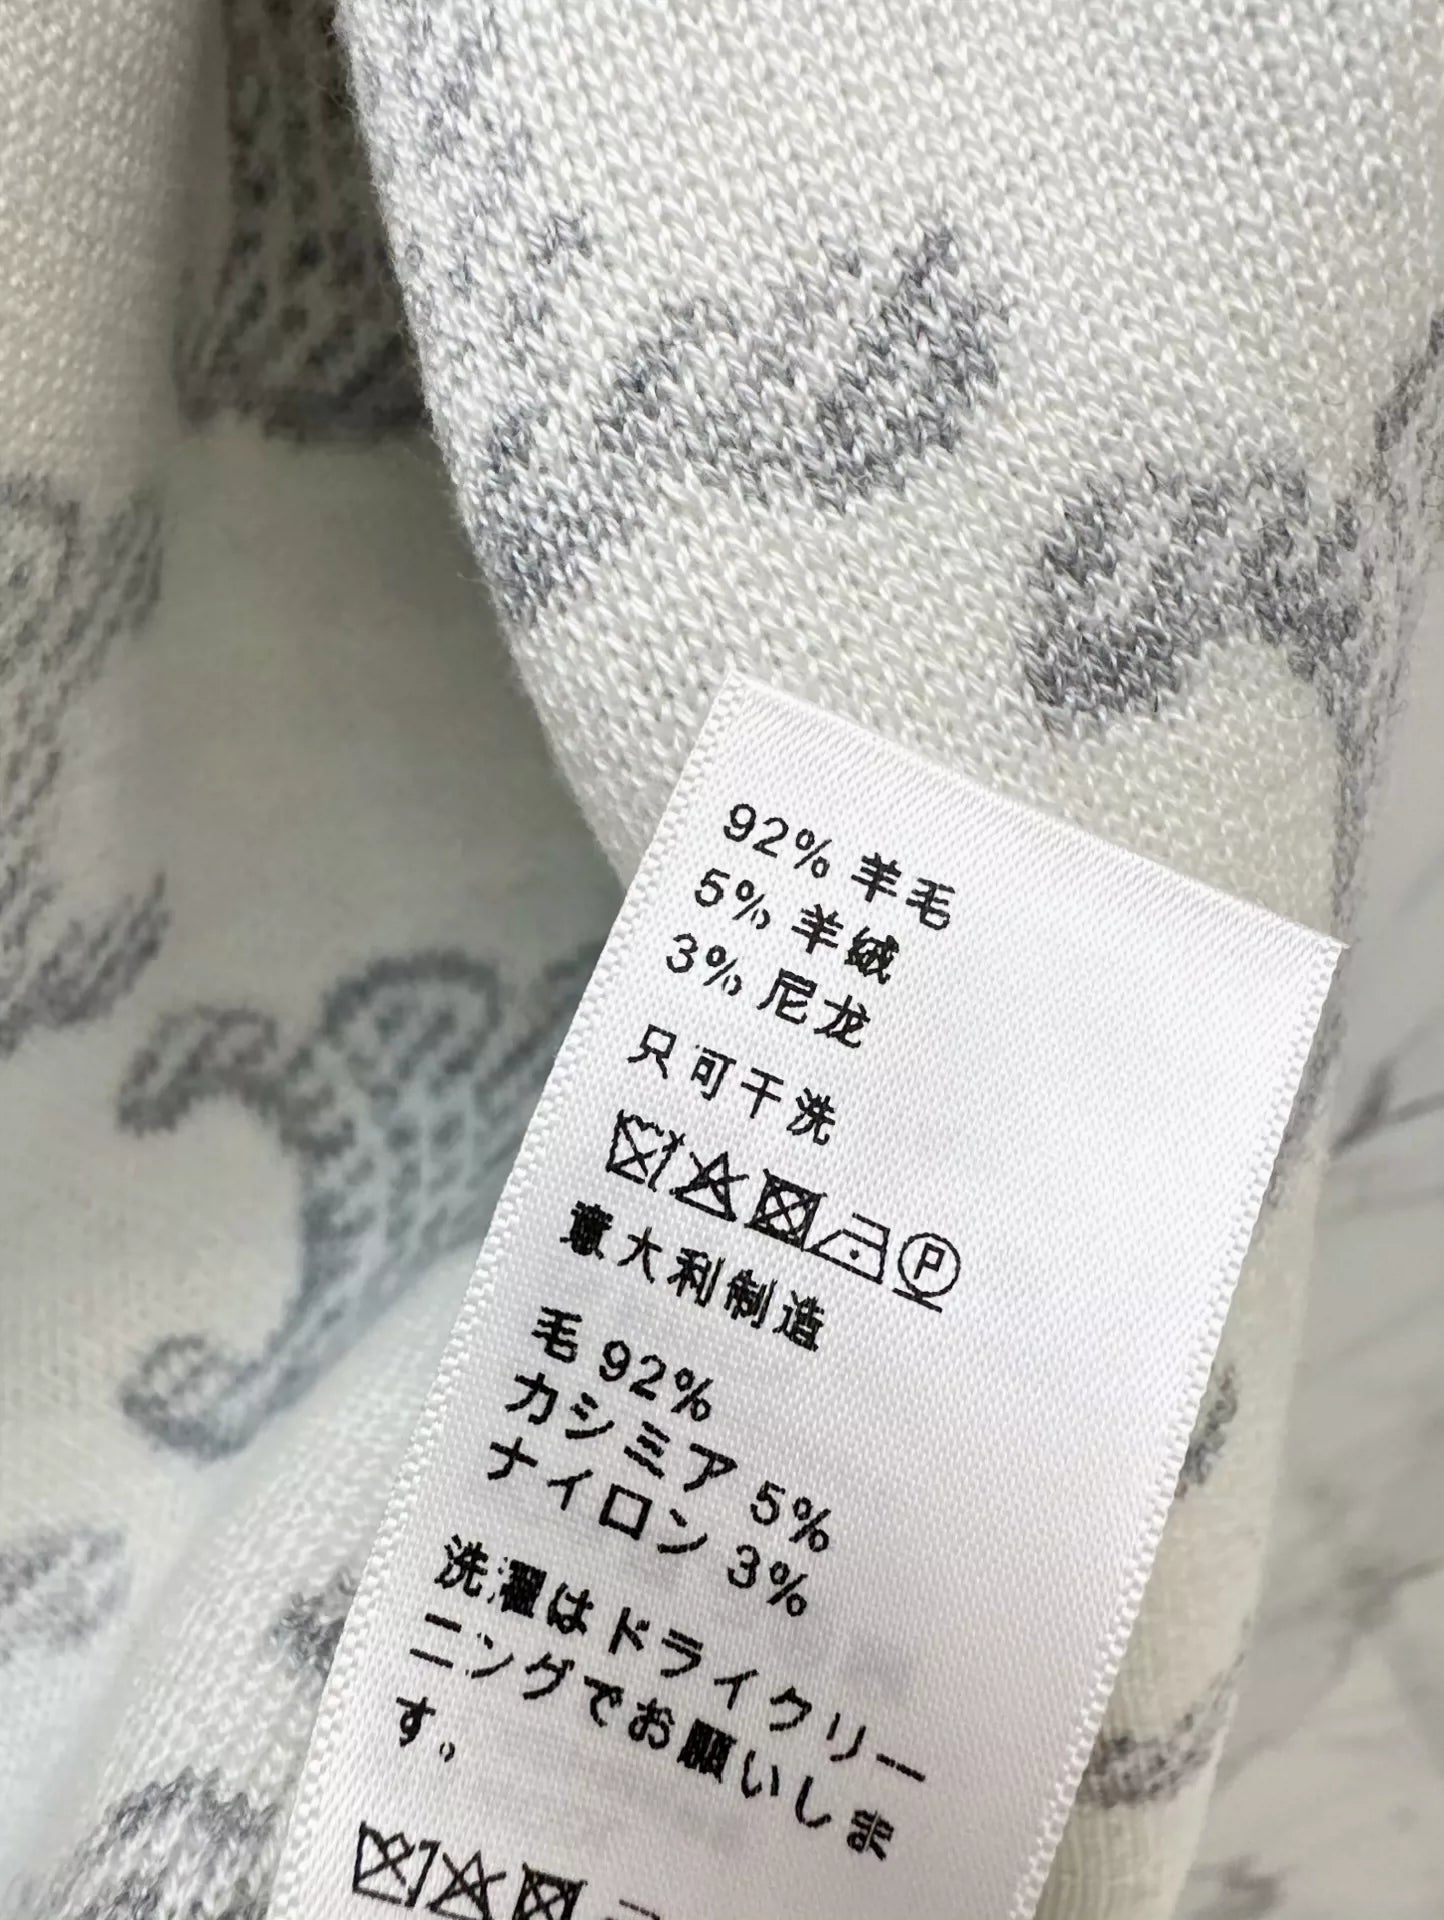 92% 羊毛
5% 羊绒
3% 尼龙
只可干洗
P
意大利制造
毛 92%
カシミア 5%
ナイロン 3%
洗濯はドライクリー
ニングでお願いしま
す。